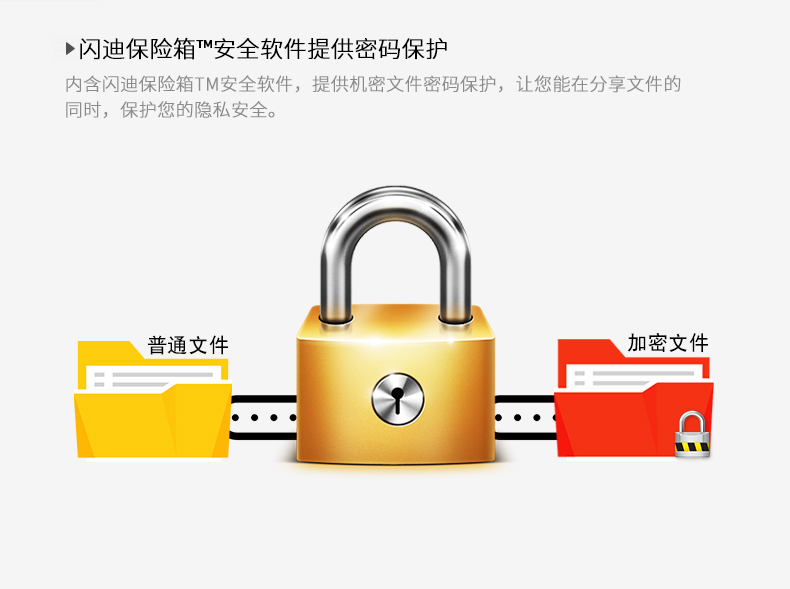 闪迪保险箱™安全软件提供密码保护
内含闪迪保险箱TM安全软件，提供机密文件密码保护，让您能在分享文件的
同时，保护您的隐私安全。
普通文件
加密文件